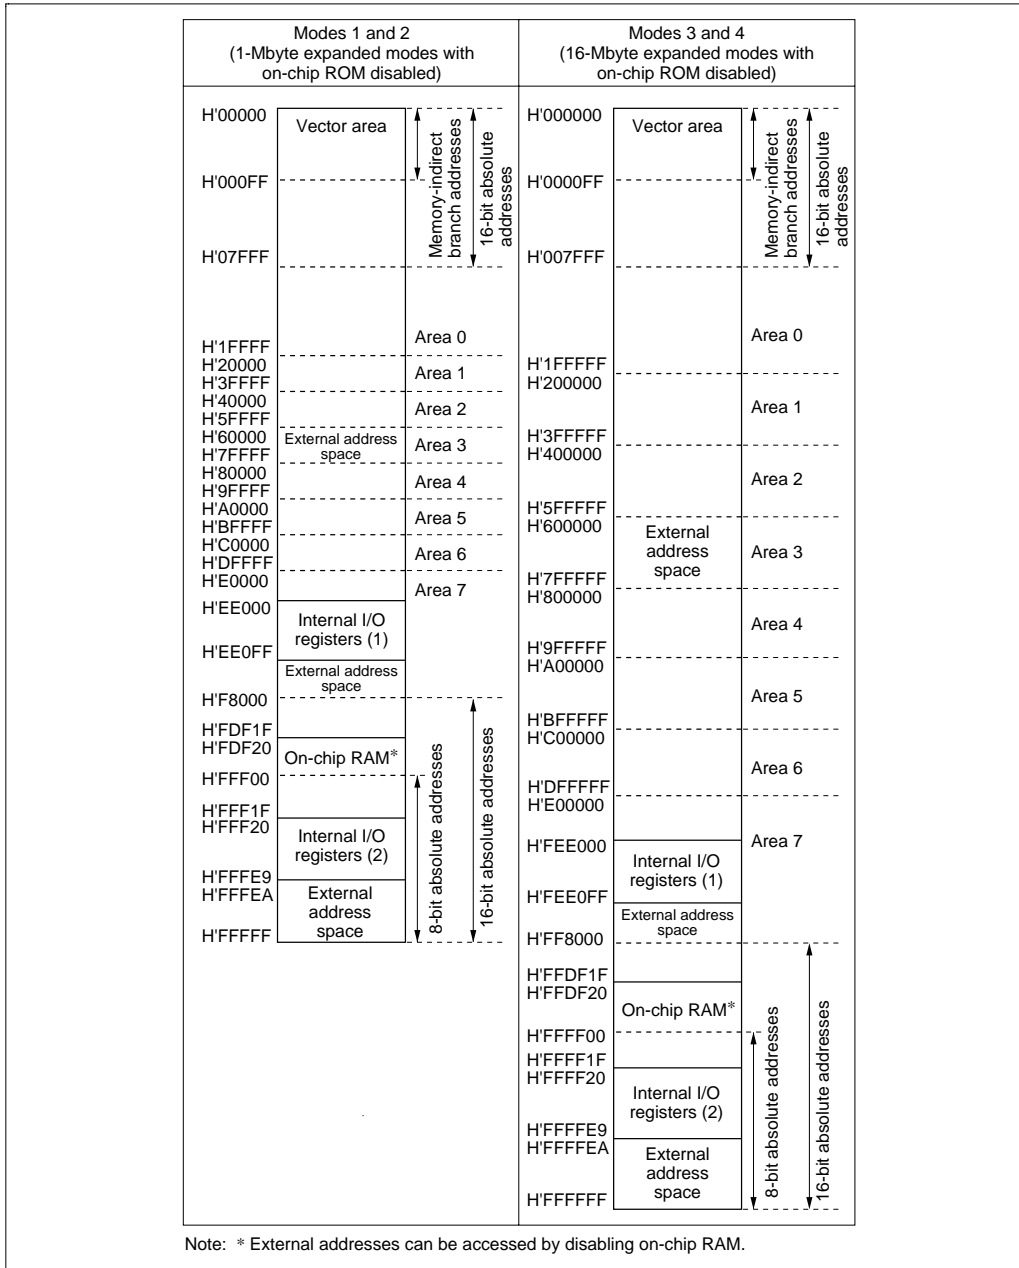 Modes 1 and 2
(1-Mbyte expanded modes with
on-chip ROM disabled)
H'00000
Vector area
H'000FF
H'07FFF
Memory-indirect
branch addresses
16-bit absolute
addresses
H'1FFFF
Area 0
H'20000
H'3FFFF
Area 1
H'40000
H'5FFFF
Area 2
H'60000
H'7FFFF
External address
space
Area 3
H'80000
H'9FFFF
Area 4
H'A0000
H'BFFFF
Area 5
H'C0000
H'DFFFF
Area 6
H'E0000
Area 7
H'EE000
Internal I/O
registers (1)
H'EE0FF
External address
space
H'F8000
H'FDF1F
H'FDF20
On-chip RAM*
H'FFF00
H'FFF1F
H'FFF20
Internal I/O
registers (2)
H'FFFE9
H'FFFEA
External
address
space
H'FFFFF
8-bit absolute addresses
16-bit absolute addresses
Modes 3 and 4
(16-Mbyte expanded modes with
on-chip ROM disabled)
H'000000
Vector area
H'0000FF
H'007FFF
Memory-indirect
branch addresses
16-bit absolute
addresses
Area 0
H'1FFFFF
H'200000
Area 1
H'3FFFFF
H'400000
Area 2
H'5FFFFF
H'600000
External
address
space
Area 3
H'7FFFFF
H'800000
Area 4
H'9FFFFF
H'A00000
Area 5
H'BFFFFF
H'C00000
Area 6
H'DFFFFF
H'E00000
Area 7
H'FEE000
Internal I/O
registers (1)
H'FEE0FF
External address
space
H'FF8000
H'FFDF1F
H'FFDF20
On-chip RAM*
H'FFFF00
H'FFFF1F
H'FFFF20
Internal I/O
registers (2)
H'FFFFE9
H'FFFFEA
External
address
space
H'FFFFFF
8-bit absolute addresses
16-bit absolute addresses
Note: * External addresses can be accessed by disabling on-chip RAM.